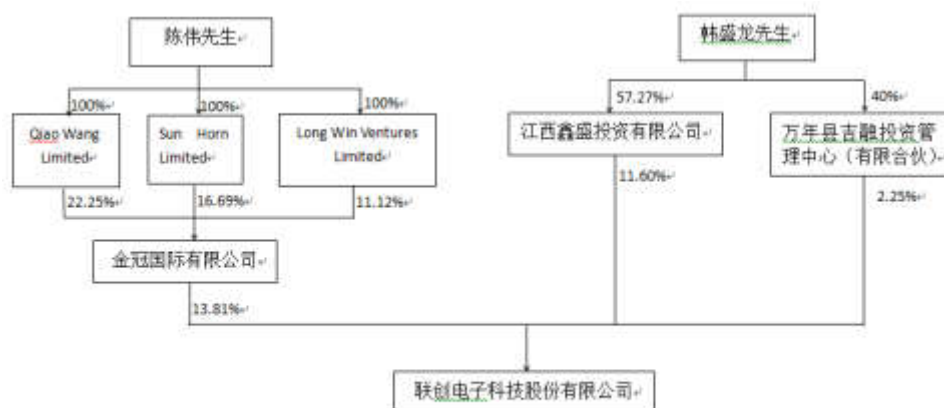 陈伟先生
韩盛龙先生
100%
100%
100%
57.27%
40%
Qiao Wang
Limited
Sun Horn
Limited
Long Win Ventures
Limited
江西鑫盛投资有限公司
万年县吉融投资管
理中心（有限合伙）
22.25%
16.69%
11.12%
11.60%
2.25%
金冠国际有限公司
13.81%
联创电子科技股份有限公司